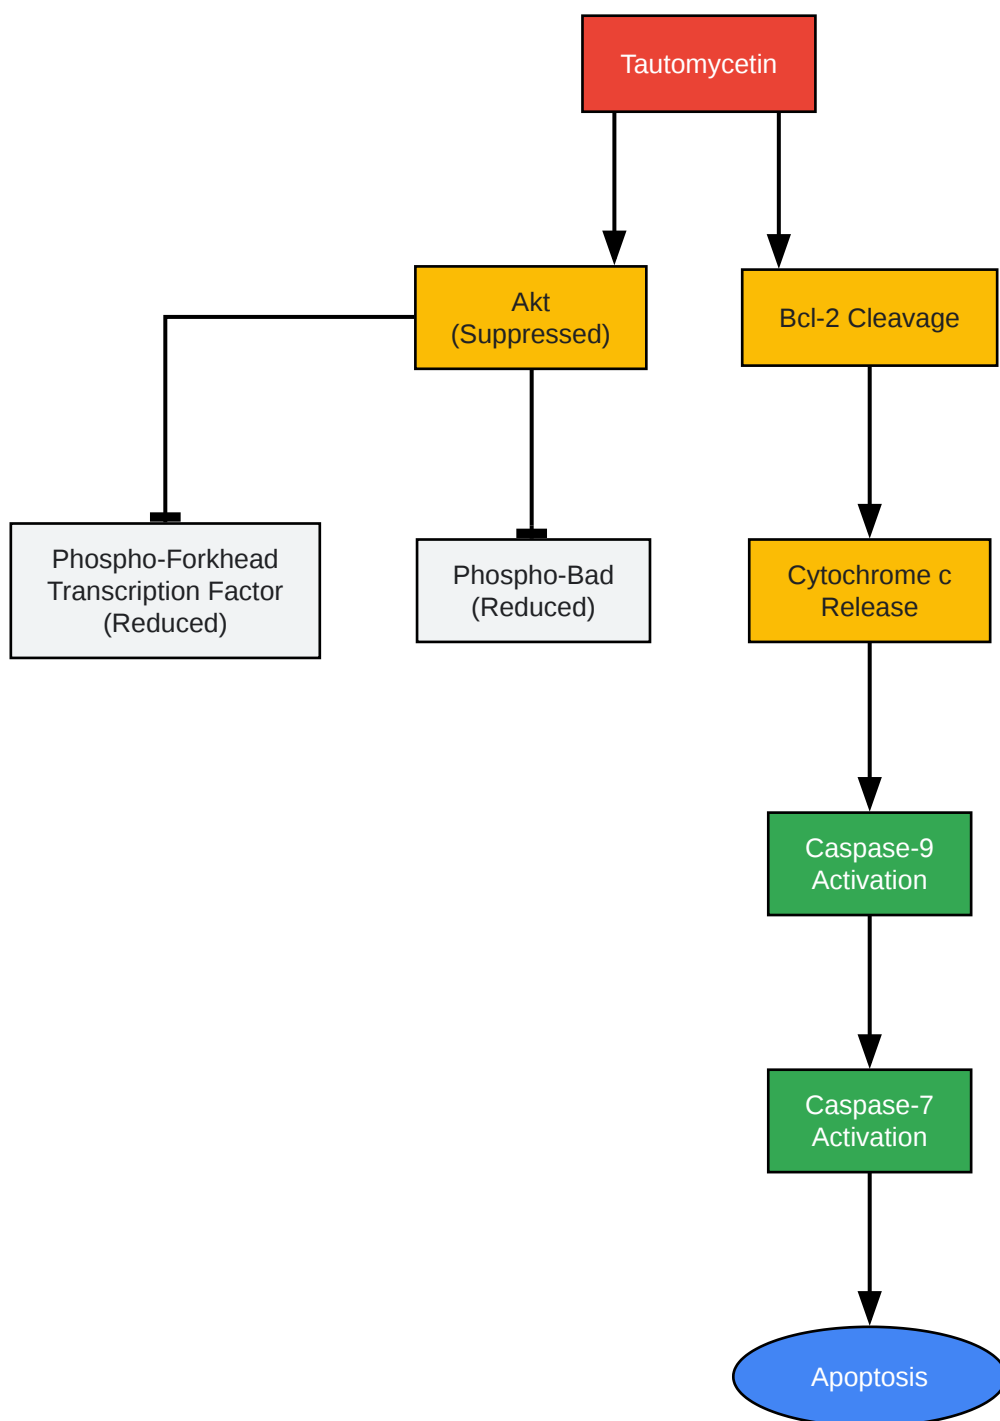 Tautomycetin
Akt
(Suppressed)
Bcl-2 Cleavage
Phospho-Forkhead
Transcription Factor
(Reduced)
Phospho-Bad
(Reduced)
Cytochrome c
Release
Caspase-9
Activation
Caspase-7
Activation
Apoptosis